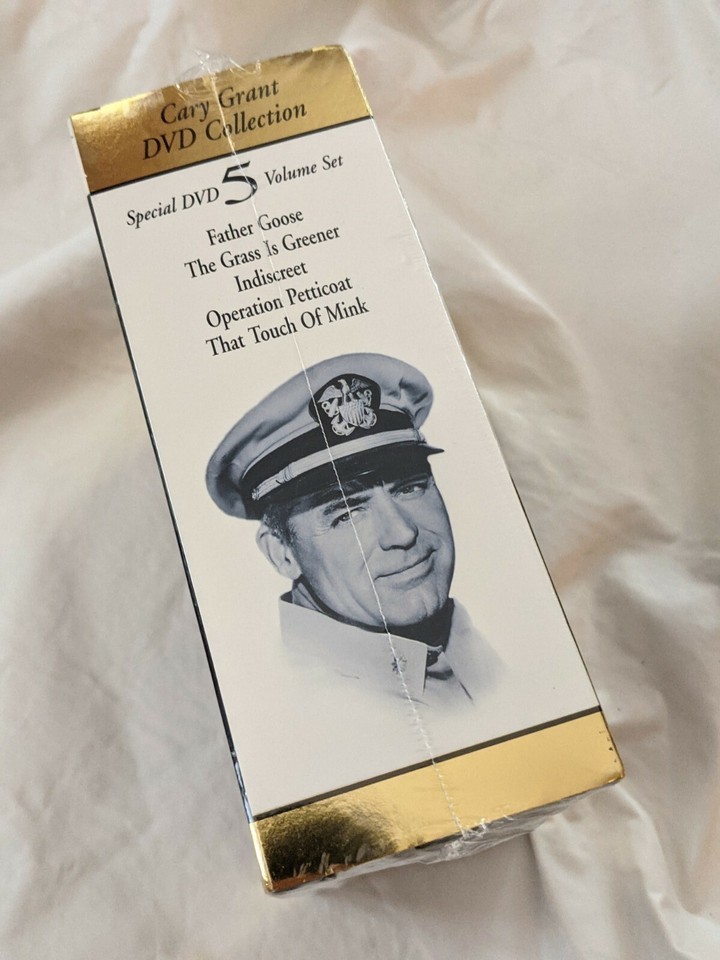 Cary Grant
DVD Collection
Special DVD 5 Volume Set
Father Goose
The Grass Is Greener
Indiscreet
Operation Petticoat
That Touch Of Mink